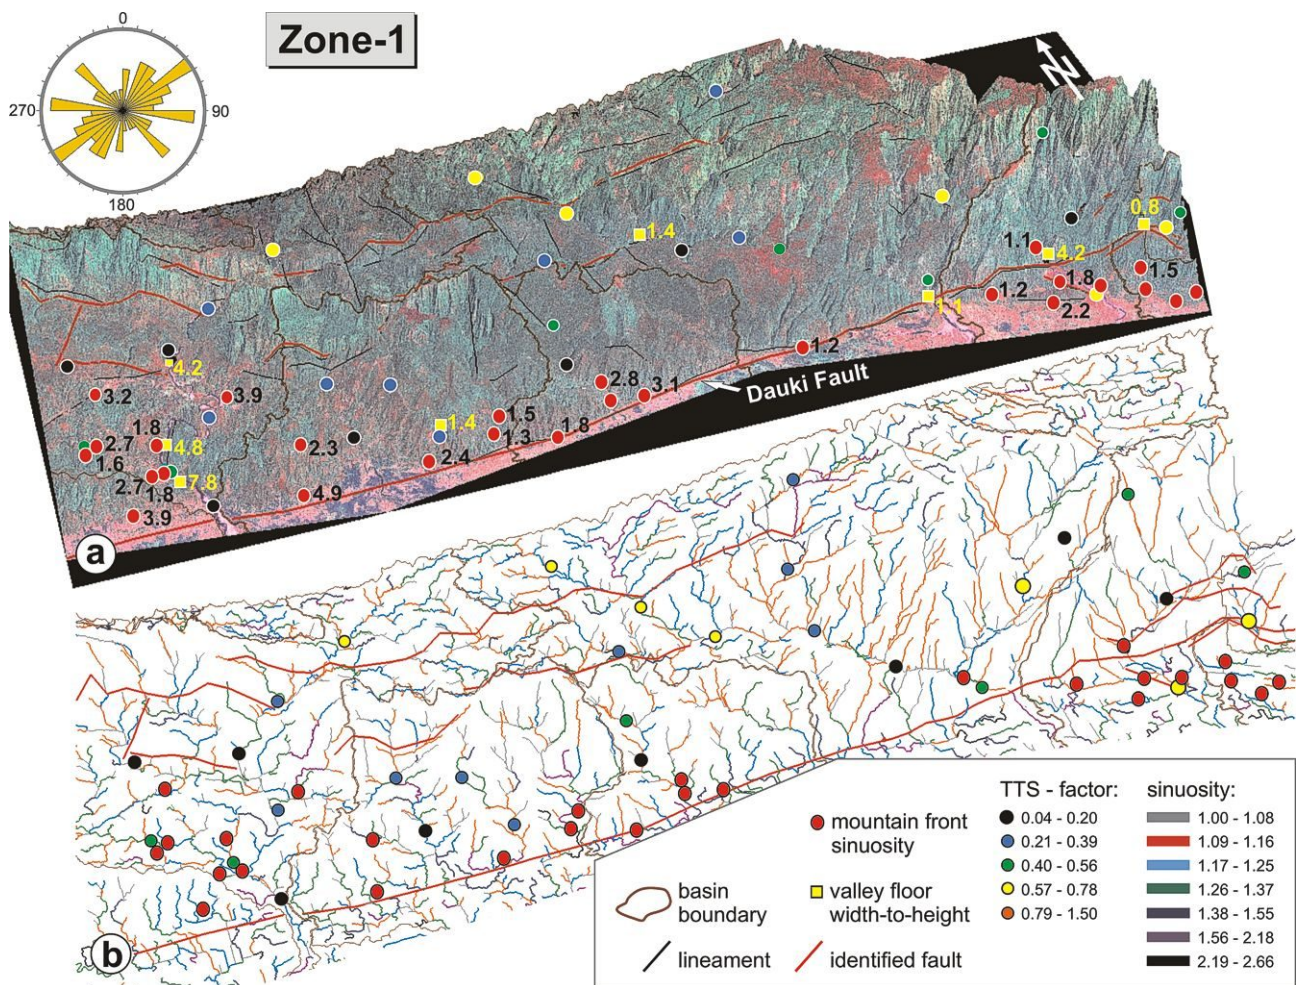 0
Zone-1
270
90
180
N
1.4
0.8
1.1
4.2
1.5
1.8
1.2
2.2
1.1
1.2
4.2
3.2
3.9
2.8
3.1
Dauki Fault
1.8
1.4
1.5
2.7
4.8
2.3
1.3
1.8
1.6
2.4
2.7
1.8
7.8
4.9
3.9
a
b
mountain front
sinuosity
basin
boundary
valley floor
width-to-height
lineament
identified fault
TTS - factor:
0.04 - 0.20
0.21 - 0.39
0.40 - 0.56
0.57 - 0.78
0.79 - 1.50
sinuosity:
1.00 - 1.08
1.09 - 1.16
1.17 - 1.25
1.26 - 1.37
1.38 - 1.55
1.56 - 2.18
2.19 - 2.66